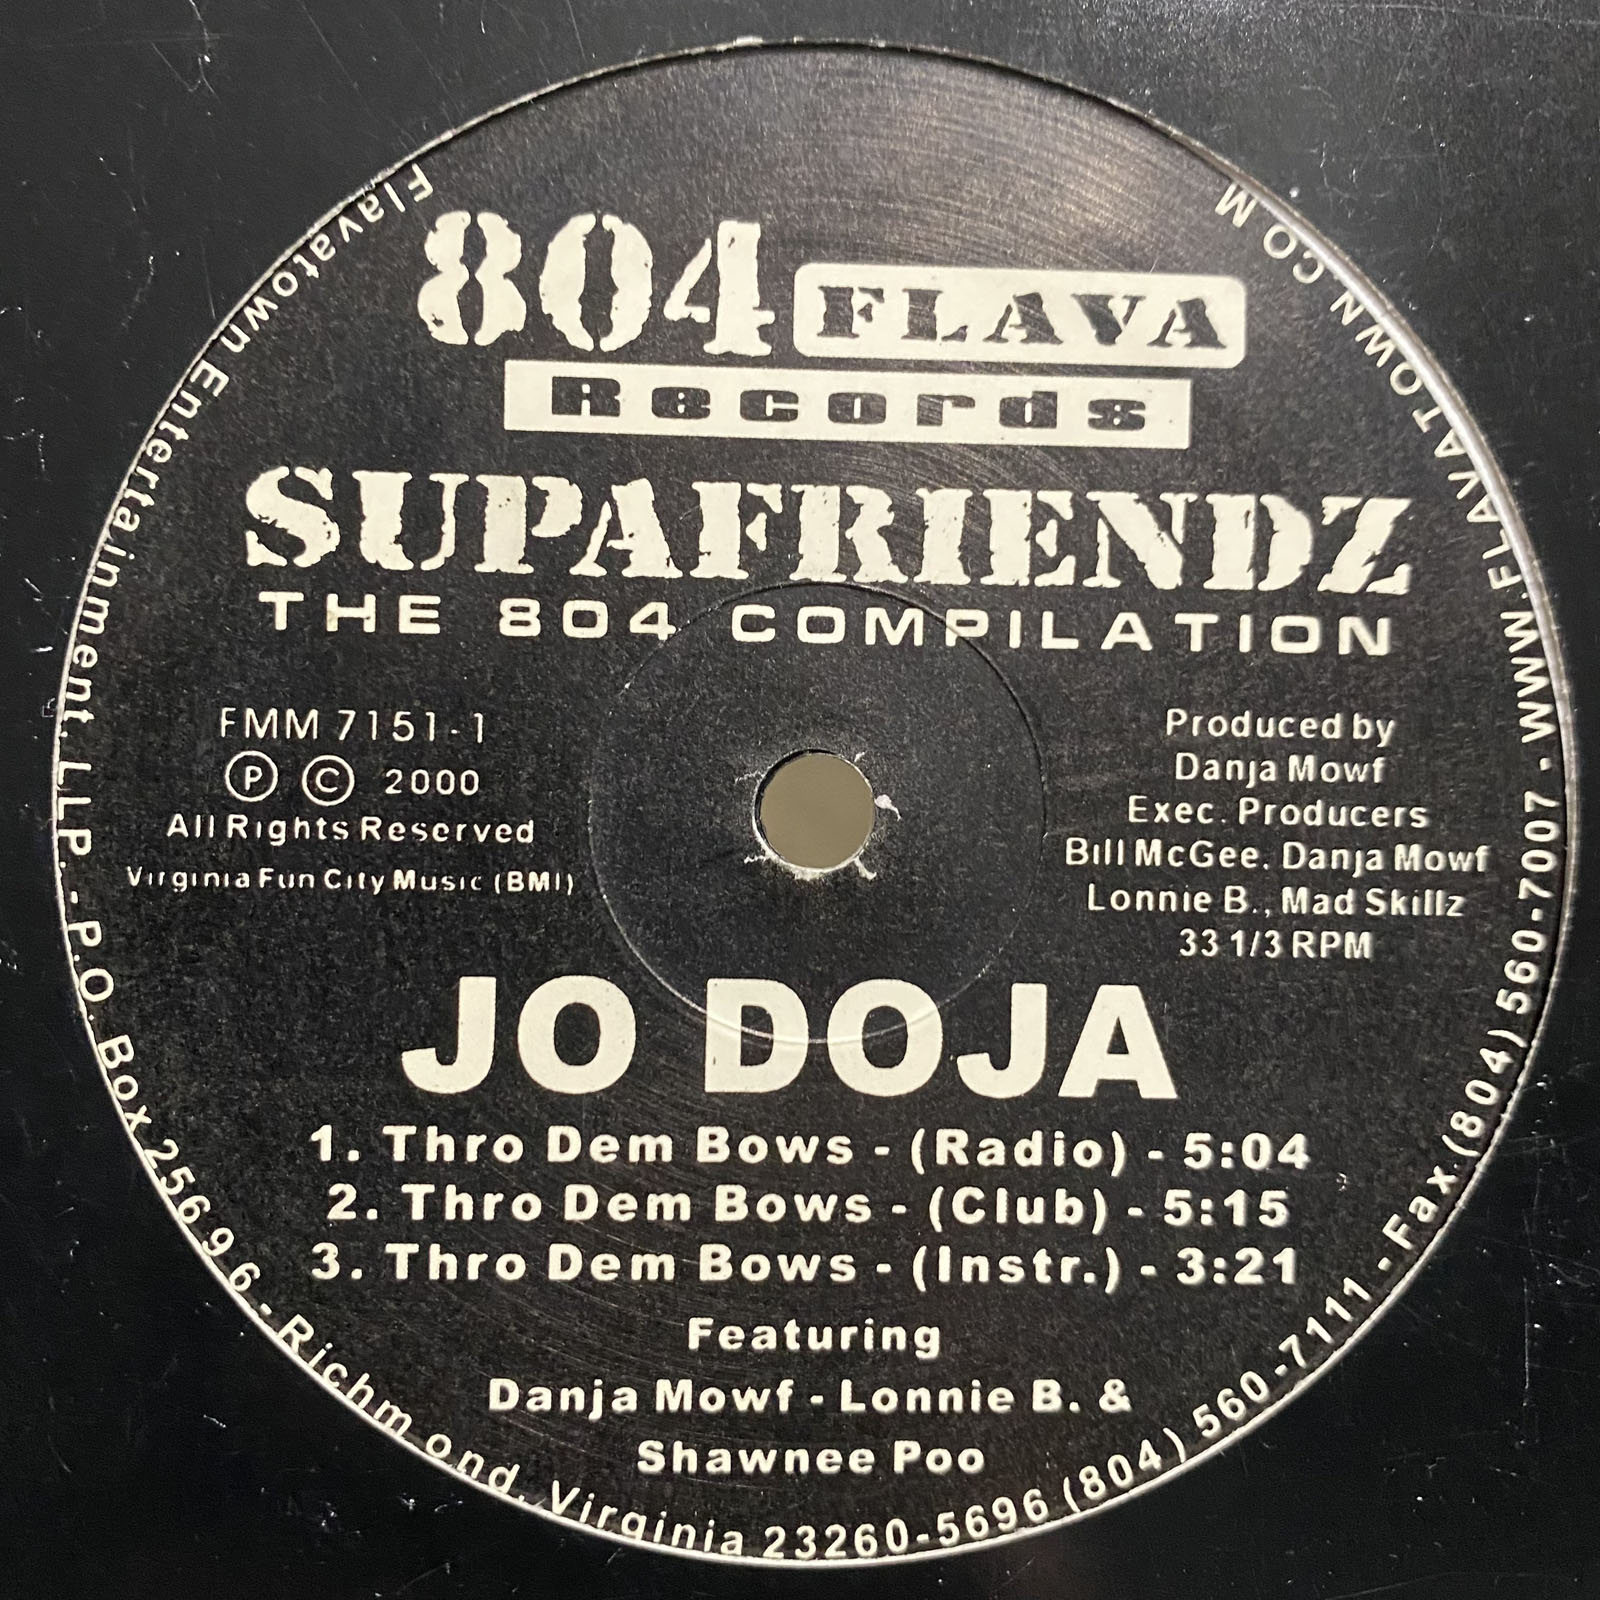 804 FLAVA
Records
SUPAFRIENDZ
THE 804 COMPILATION
FMM 7151-1
Ⓟ © 2000
All Rights Reserved
Virginia Fun City Music (BMI)
Produced by
Danja Mowf
Exec. Producers
Bill McGee, Danja Mowf
Lonnie B., Mad Skillz
33 1/3 RPM
JO DOJA
1. Thro Dem Bows - (Radio) - 5:04
2. Thro Dem Bows - (Club) - 5:15
3. Thro Dem Bows - (Instr.) - 3:21
Featuring
Danja Mowf - Lonnie B. &
Shawnee Poo
Flavatown Entertainment, LLP. - P.O. Box 25696 - Richmond, Virginia 23260-5696 (804) 560-7111 - Fax (804) 560-7007 - WWW.FLAVATOWN.COM